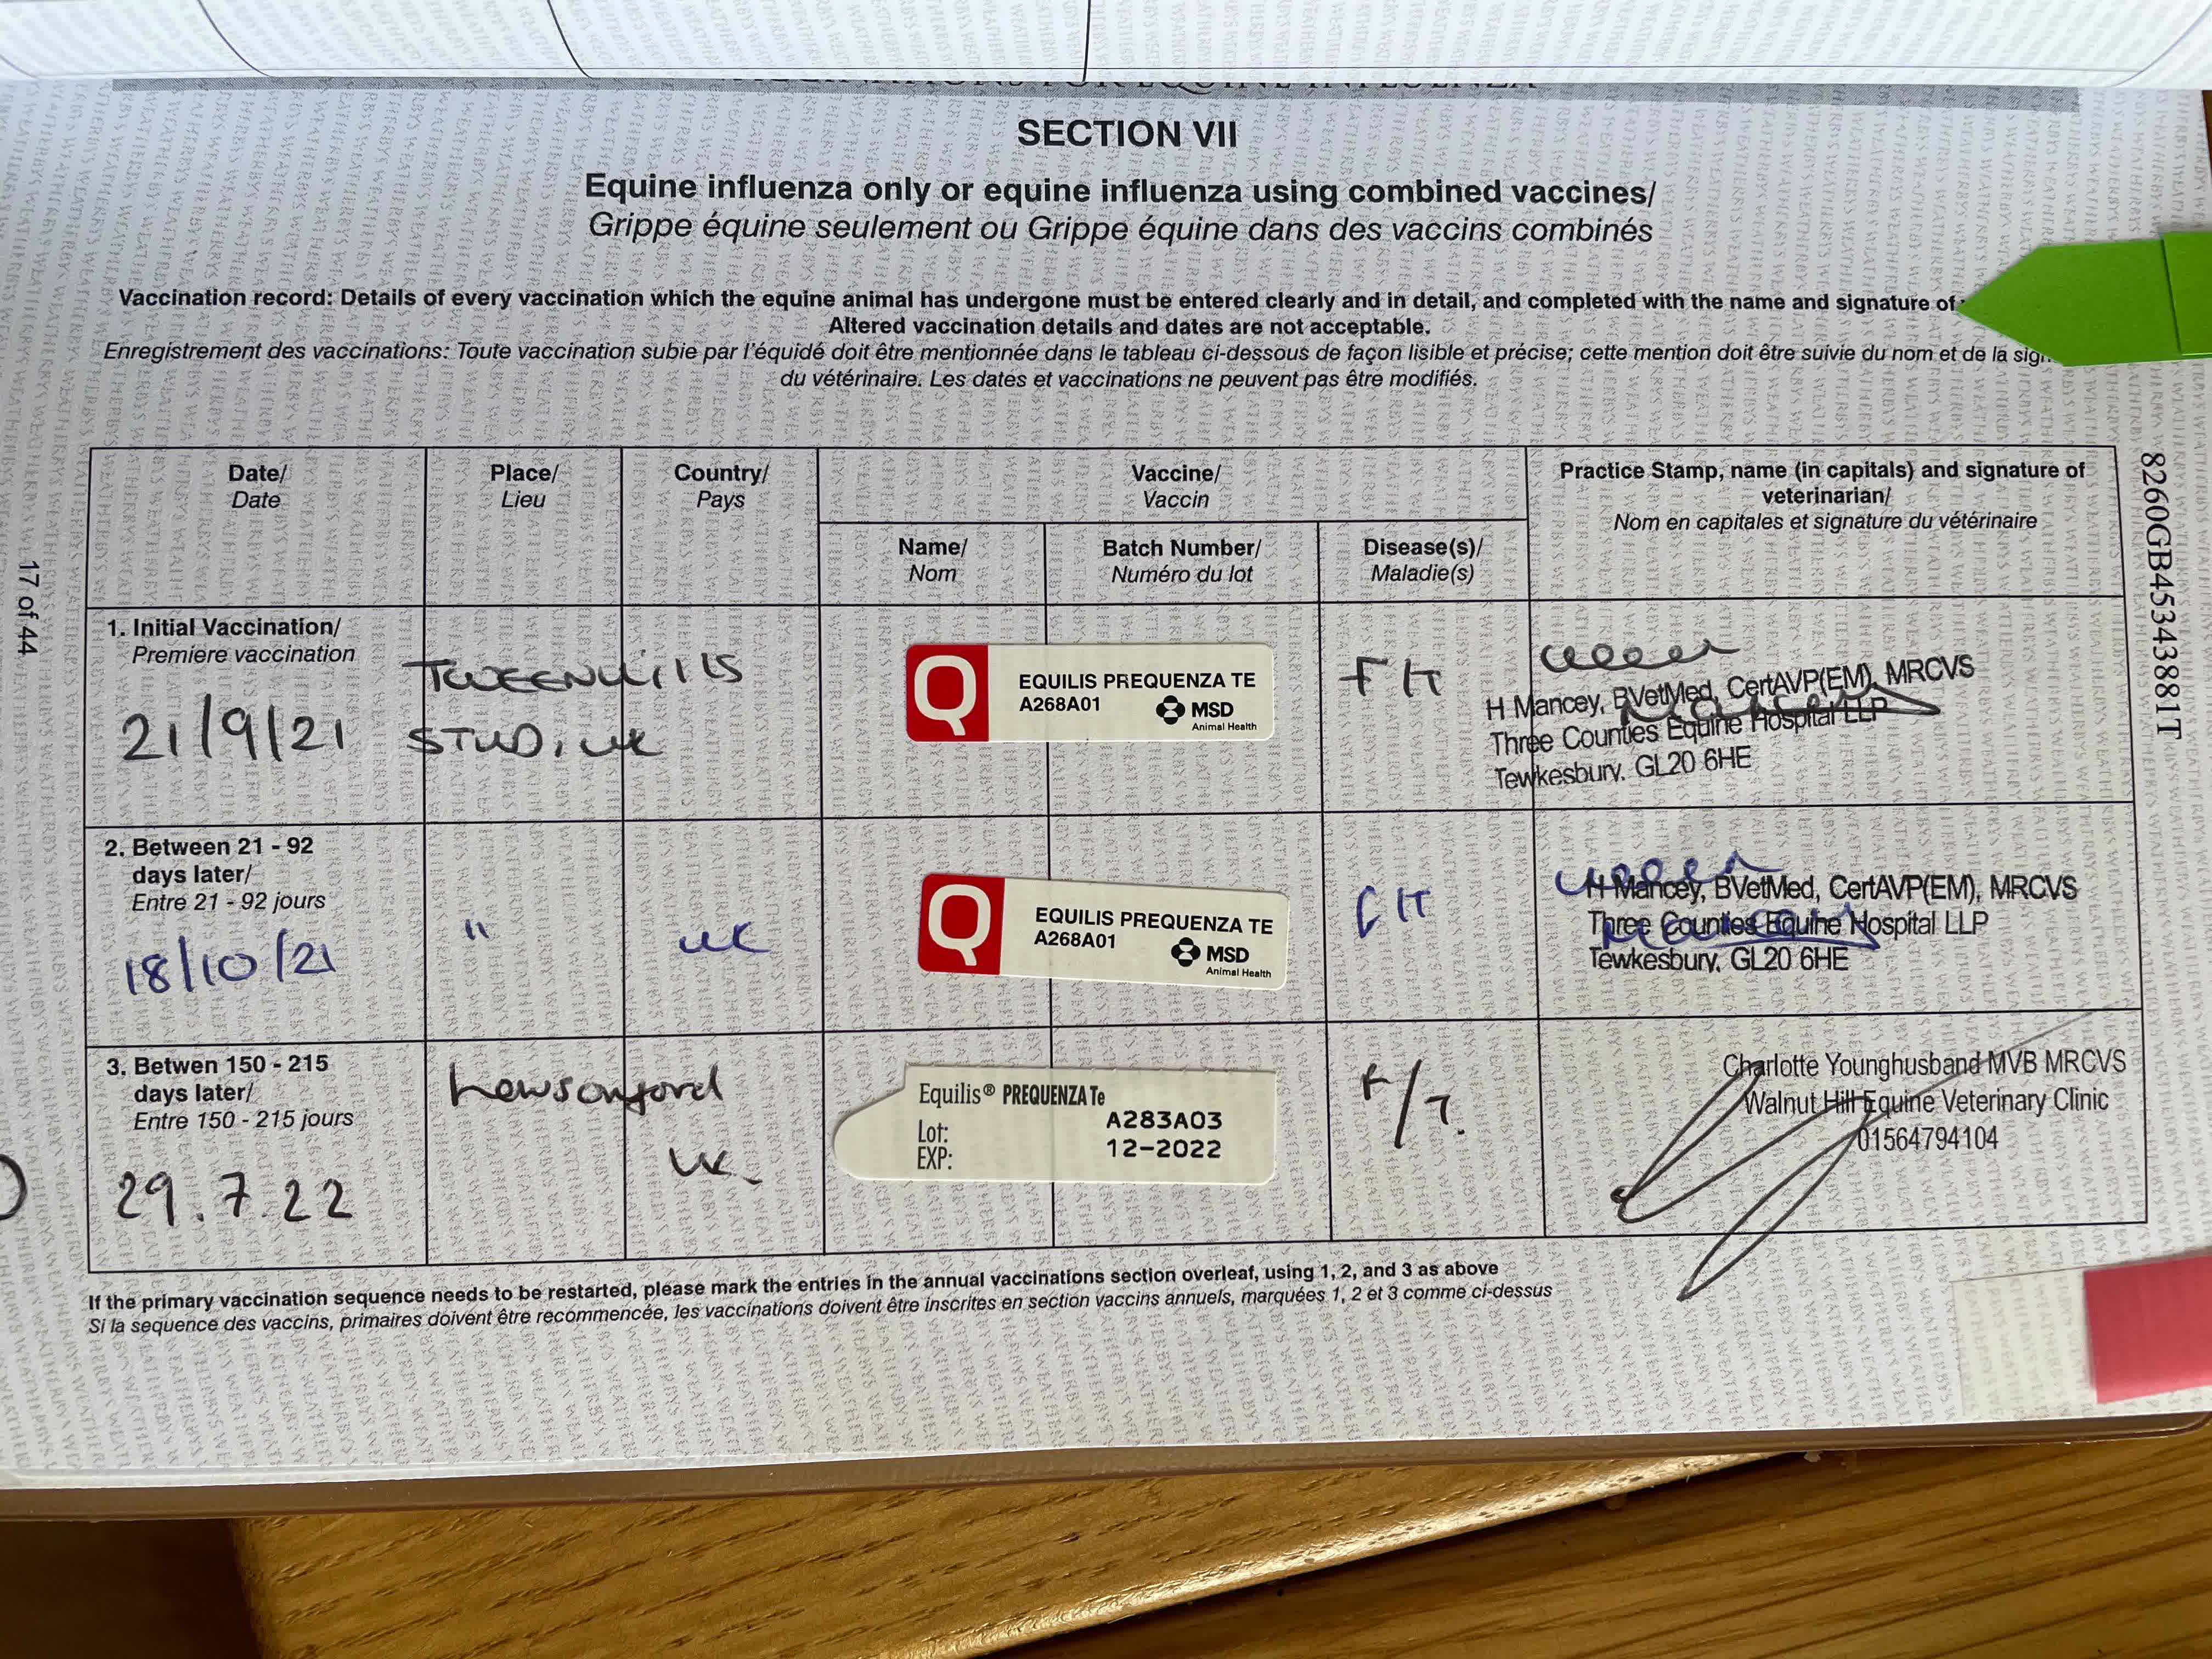 SECTION VII
Equine influenza only or equine influenza using combined vaccines/
Grippe équine seulement ou Grippe équine dans des vaccins combinés
Vaccination record: Details of every vaccination which the equine animal has undergone must be entered clearly and in detail, and completed with the name and signature of
Altered vaccination details and dates are not acceptable.
Enregistrement des vaccinations: Toute vaccination subie par l'équidé doit être mentionnée dans le tableau ci-dessous de façon lisible et précise; cette mention doit être suivie du nom et de la
du vétérinaire. Les dates et vaccinations ne peuvent pas être modifiés.
Date/
Date
Place/
Lieu
Country/
Pays
Vaccine/
Vaccin
Practice Stamp, name (in capitals) and signature of
veterinarian/
Nom en capitales et signature du vétérinaire
Name/
Nom
Batch Number/
Numéro du lot
Disease(s)/
Maladie(s)
1. Initial Vaccination/
Premiere vaccination
21/9/21
TWEENHILLS
STUD, UK
Q
EQUILIS PREQUENZA TE
A268A01
MSD
Animal Health
F/T
H Mancey, BVetMed, CertAVP(EM), MRCVS
Three Counties Equine Hospital LLP
Tewkesbury. GL20 6HE
2. Between 21 - 92
days later/
Entre 21 - 92 jours
18/10/21
"
UK
Q
EQUILIS PREQUENZA TE
A268A01
MSD
Animal Health
F/T
H Mancey, BVetMed, CertAVP(EM), MRCVS
Three Counties Equine Hospital LLP
Tewkesbury. GL20 6HE
3. Betwen 150 - 215
days later/
Entre 150 - 215 jours
29.7.22
Lowsonford
UK
Equilis® PREQUENZA Te
Lot: A283A03
EXP: 12-2022
F/T.
Charlotte Younghusband MVB MRCVS
Walnut Hill Equine Veterinary Clinic
01564794104
If the primary vaccination sequence needs to be restarted, please mark the entries in the annual vaccinations section overleaf, using 1, 2, and 3 as above
Si la sequence des vaccins, primaires doivent être recommencée, les vaccinations doivent être inscrites en section vaccins annuels, marquées 1, 2 et 3 comme ci-dessus
17 of 44
8260GB45343881T
WEATHERBYS